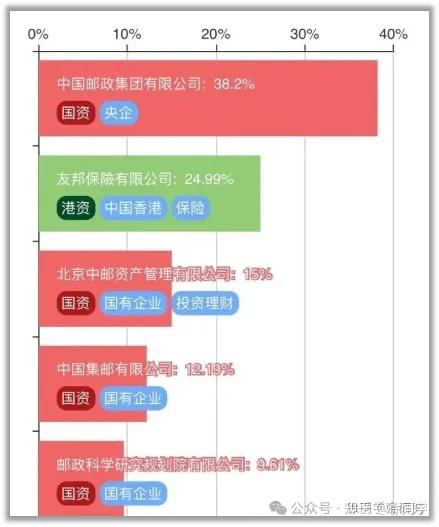 0% 10% 20% 30% 40%
中国邮政集团有限公司: 38.2%
国资 央企
友邦保險有限公司: 24.99%
港资 中国香港 保险
北京中邮资产管理有限公司: 15%
国资 国有企业 投资理财
中国集邮有限公司: 12.19%
国资 国有企业
邮政科学研究规划院有限公司: 9.61%
国资 国有企业
公众号 ·